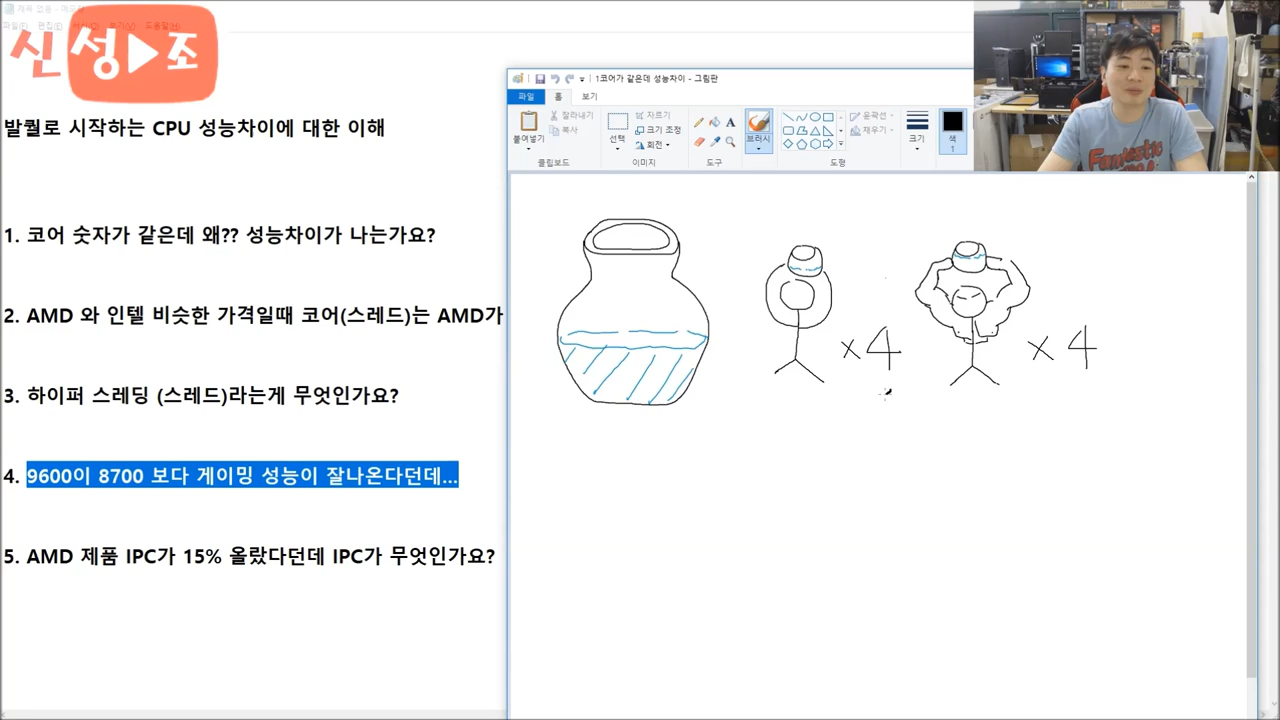 신성조
발퀄로 시작하는 CPU 성능차이에 대한 이해
1. 코어 숫자가 같은데 왜?? 성능차이가 나는가요?
2. AMD 와 인텔 비슷한 가격일때 코어(스레드)는 AMD가
3. 하이퍼 스레딩 (스레드)라는게 무엇인가요?
4. 9600이 8700 보다 게이밍 성능이 잘나온다던데...
5. AMD 제품 IPC가 15% 올랐다던데 IPC가 무엇인가요?
1코어가 같은데 성능차이 - 그림판
파일 홈 보기
붙여넣기
잘라내기
복사
클립보드
선택
자르기
크기 조정
회전
이미지
A
도구
브러시
윤곽선
채우기
도형
크기
색
1
x4
x4
Fantastic